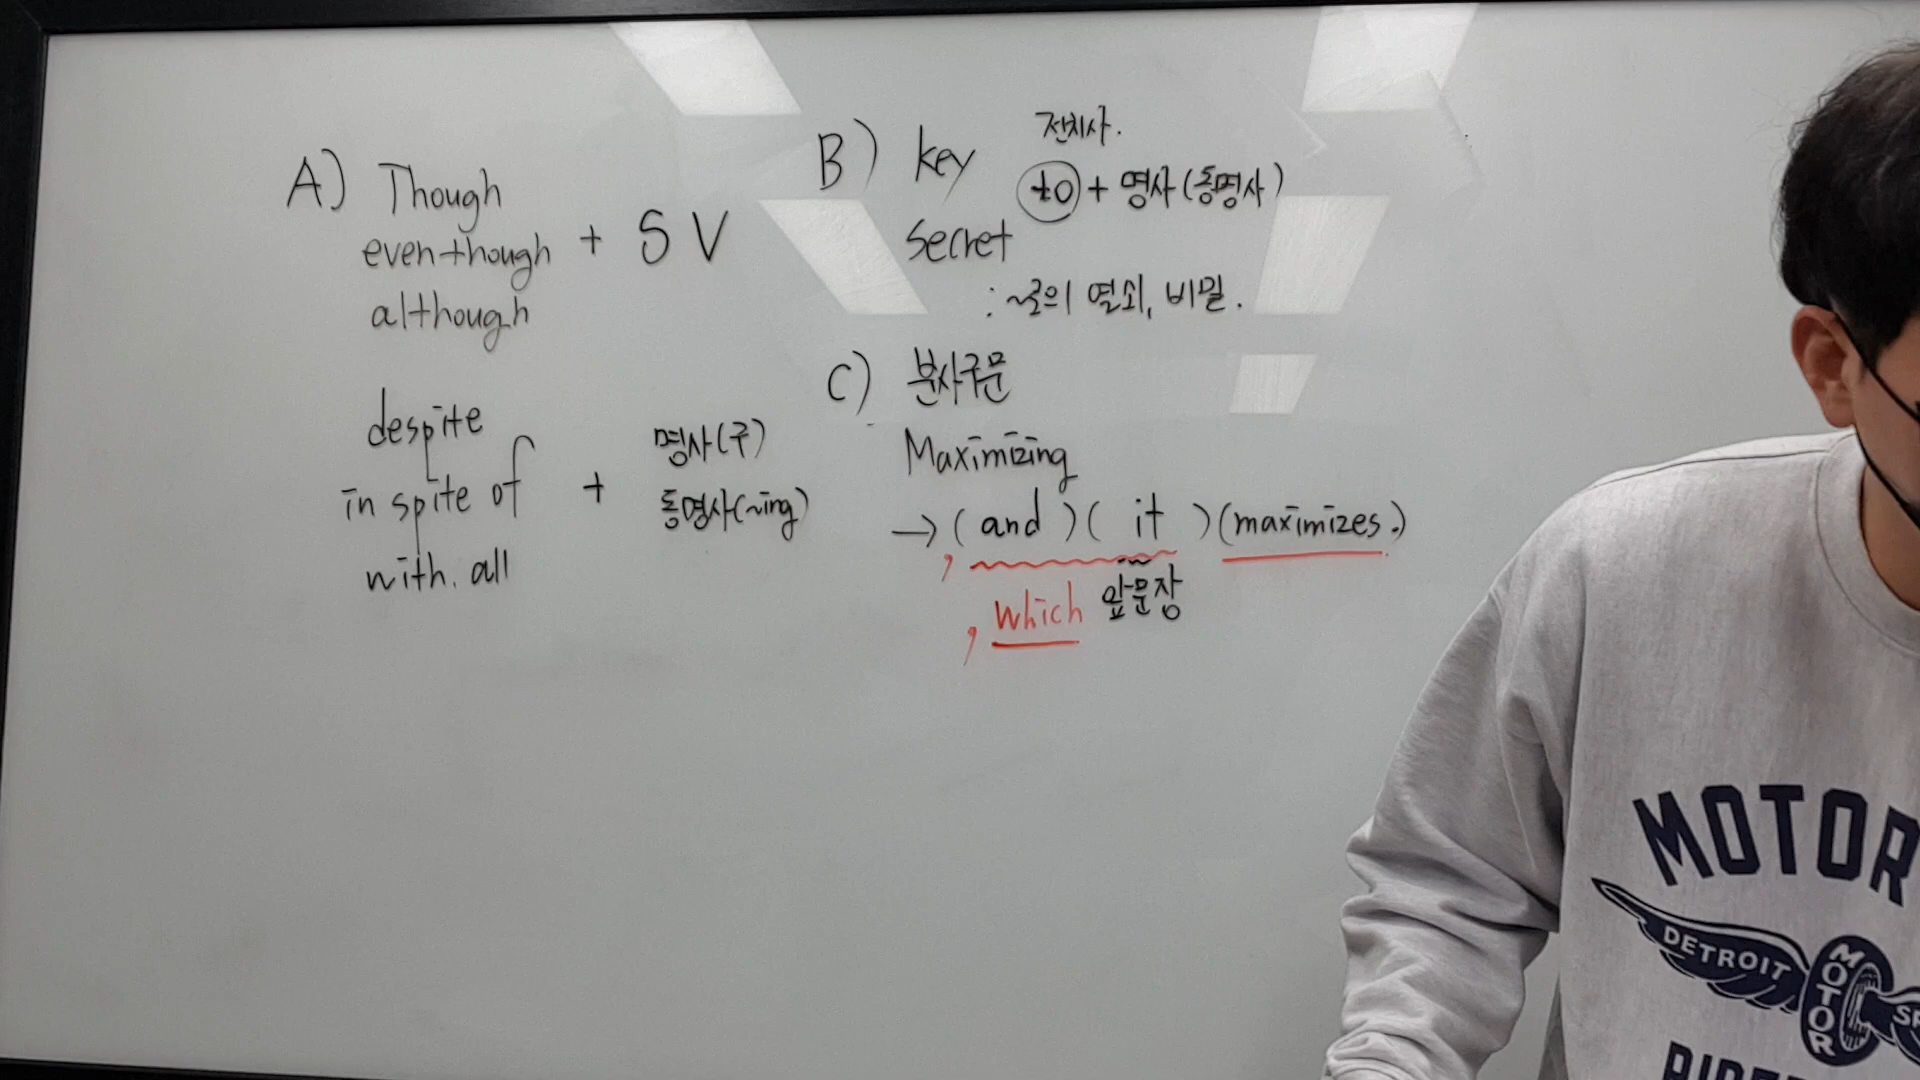 A) Though
even though + S V
although
despite
in spite of + 명사(구)
동명사(~ing)
with. all
B) key
전치사.
to + 명사(동명사)
Secret
: ~로의 열쇠, 비밀.
C) 분사구문
Maximizing
→ ( and ) ( it ) (maximizes.)
, which 앞문장
MOTOR
DETROIT
MOTOR